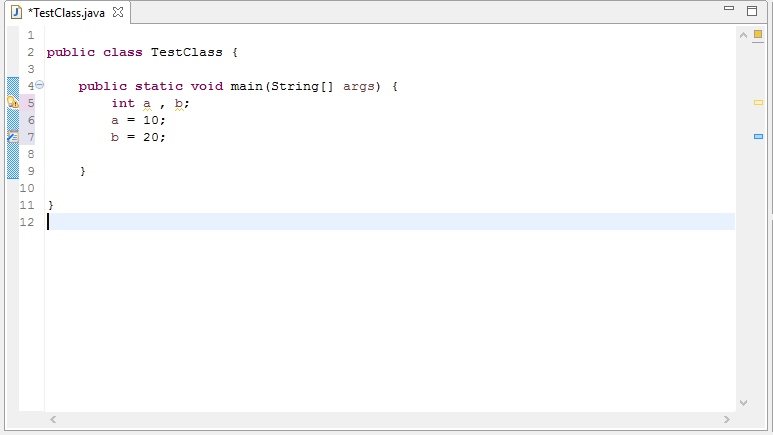 *TestClass.java
1
2 public class TestClass {
3
4 public static void main(String[] args) {
5 int a , b;
6 a = 10;
7 b = 20;
8
9 }
10
11 }
12